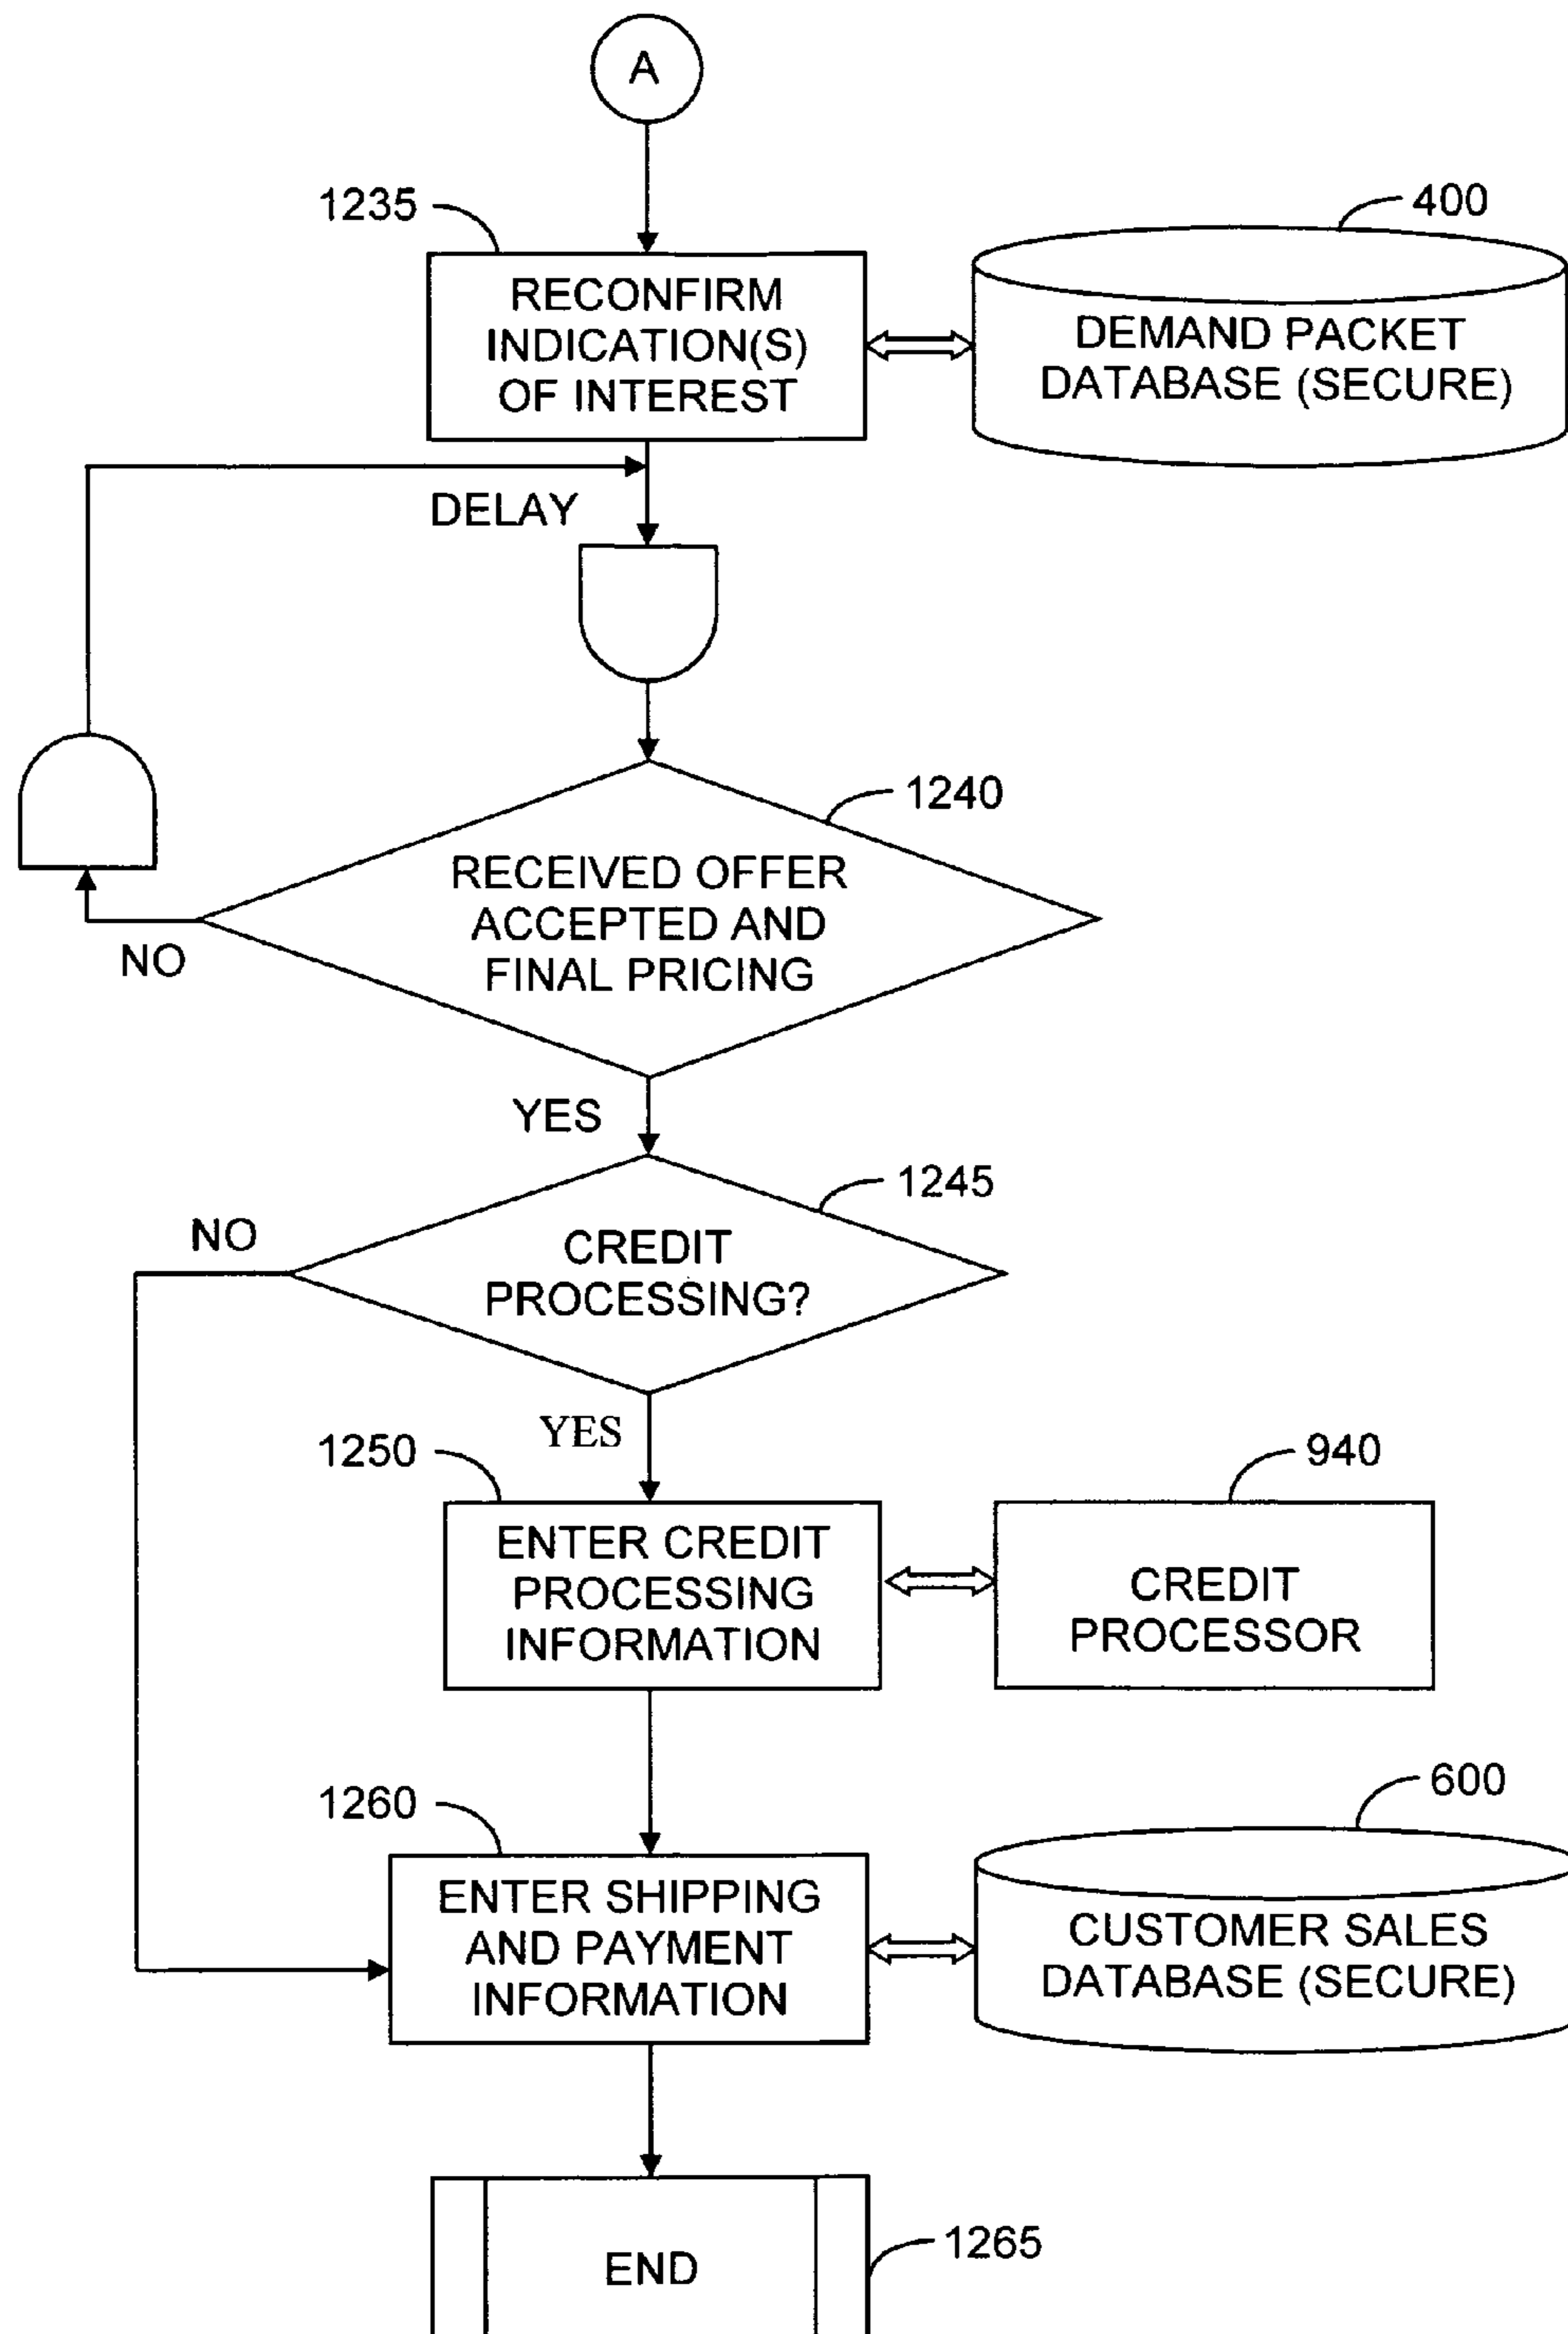 A
1235
400
RECONFIRM
INDICATION(S)
OF INTEREST
DEMAND PACKET
DATABASE (SECURE)
DELAY
1240
RECEIVED OFFER
ACCEPTED AND
FINAL PRICING
NO
YES
1245
NO
CREDIT
PROCESSING?
YES
1250
940
ENTER CREDIT
PROCESSING
INFORMATION
CREDIT
PROCESSOR
1260
600
ENTER SHIPPING
AND PAYMENT
INFORMATION
CUSTOMER SALES
DATABASE (SECURE)
END
1265